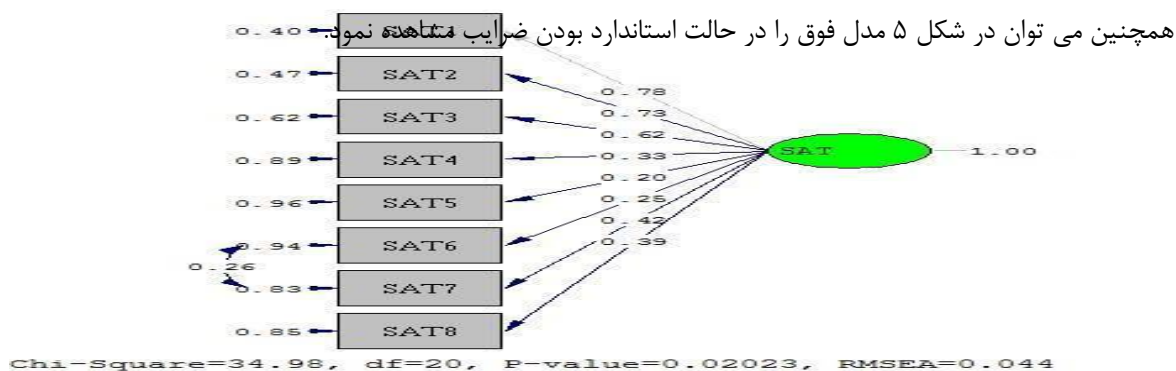 همچنین می توان در شکل ۵ مدل فوق را در حالت استاندارد بودن ضرایب مشاهده نمود.
0.40
SAT2
0.47
SAT3
0.62
SAT4
0.89
SAT5
0.96
SAT6
0.94
SAT7
0.83
SAT8
0.85
0.26
0.78
0.73
0.62
0.33
0.20
0.25
0.42
0.39
SAT
1.00
Chi-Square=34.98, df=20, P-value=0.02023, RMSEA=0.044